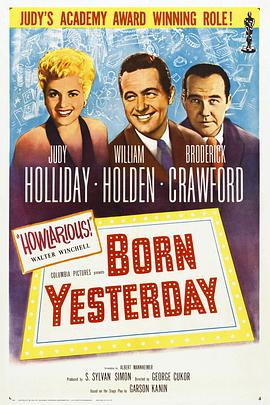 JUDY'S ACADEMY AWARD WINNING ROLE!
JUDY WILLIAM BRODERICK
HOLLIDAY · HOLDEN · CRAWFORD
"HOWLARIOUS!"
WALTER WINCHELL
COLUMBIA PICTURES presents
BORN
YESTERDAY
Screenplay by ALBERT MANNHEIMER
Produced by S. SYLVAN SIMON Directed by GEORGE CUKOR
Based on the Stage Play by GARSON KANIN